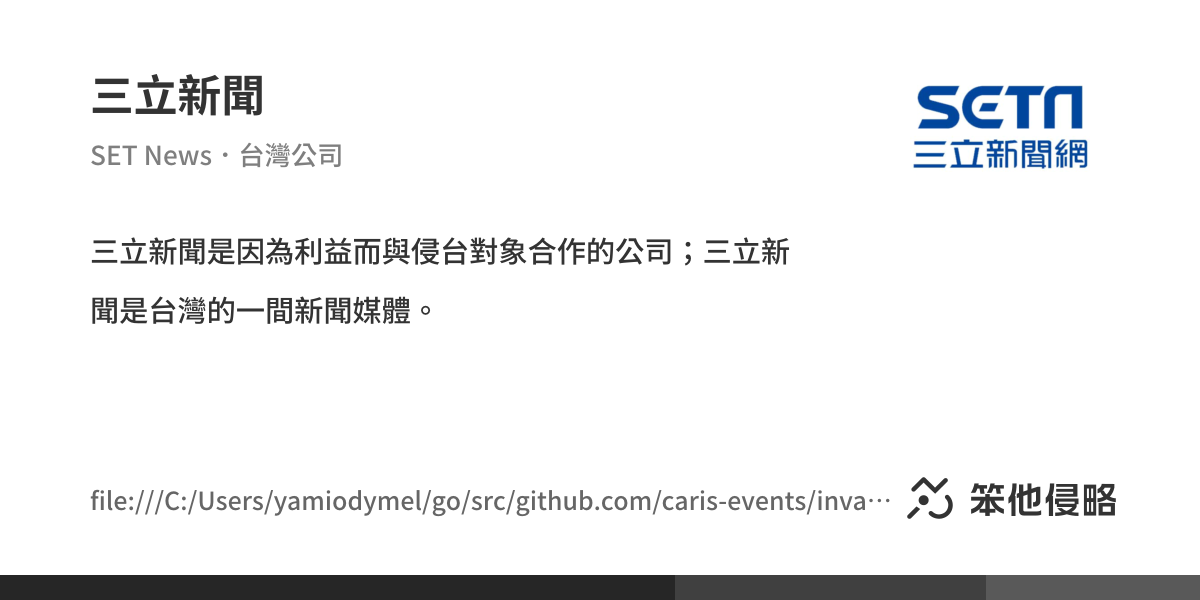 三立新聞
SET News・台灣公司
SETN
三立新聞網
三立新聞是因為利益而與侵台對象合作的公司；三立新
聞是台灣的一間新聞媒體。
file:///C:/Users/yamiodymel/go/src/github.com/caris-events/inva⋯
笨他侵略